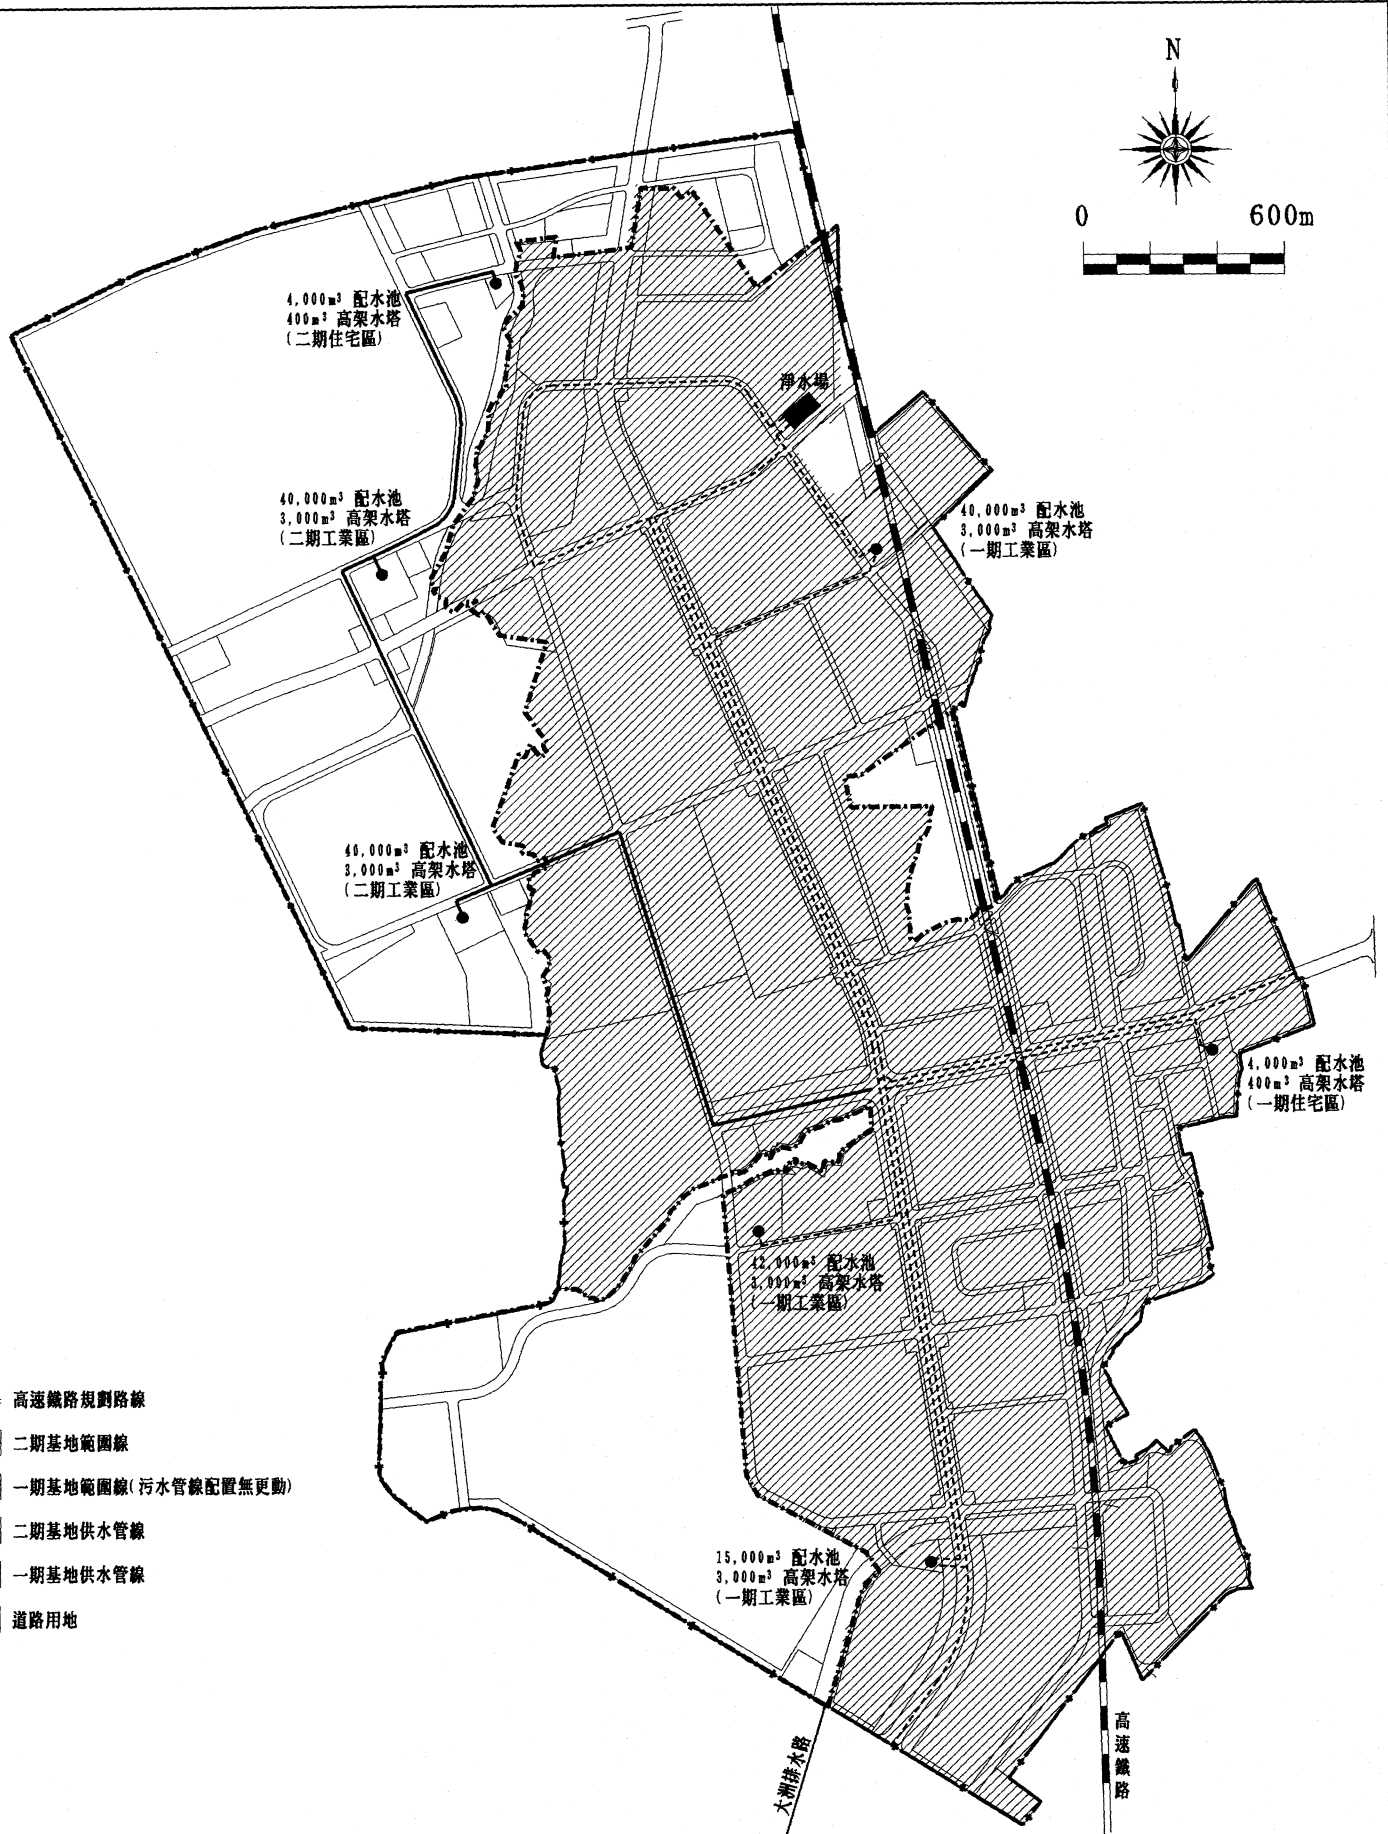 N
0 600m
4,000m³ 配水池
400m³ 高架水塔
(二期住宅區)
淨水場
40,000m³ 配水池
3,000m³ 高架水塔
(二期工業區)
40,000m³ 配水池
3,000m³ 高架水塔
(一期工業區)
40,000m³ 配水池
3,000m³ 高架水塔
(二期工業區)
4,000m³ 配水池
400m³ 高架水塔
(一期住宅區)
42,000m³ 配水池
3,000m³ 高架水塔
(一期工業區)
高速鐵路規劃路線
二期基地範圍線
一期基地範圍線(污水管線配置無更動)
二期基地供水管線
一期基地供水管線
道路用地
15,000m³ 配水池
3,000m³ 高架水塔
(一期工業區)
大洲排水路
高速鐵路